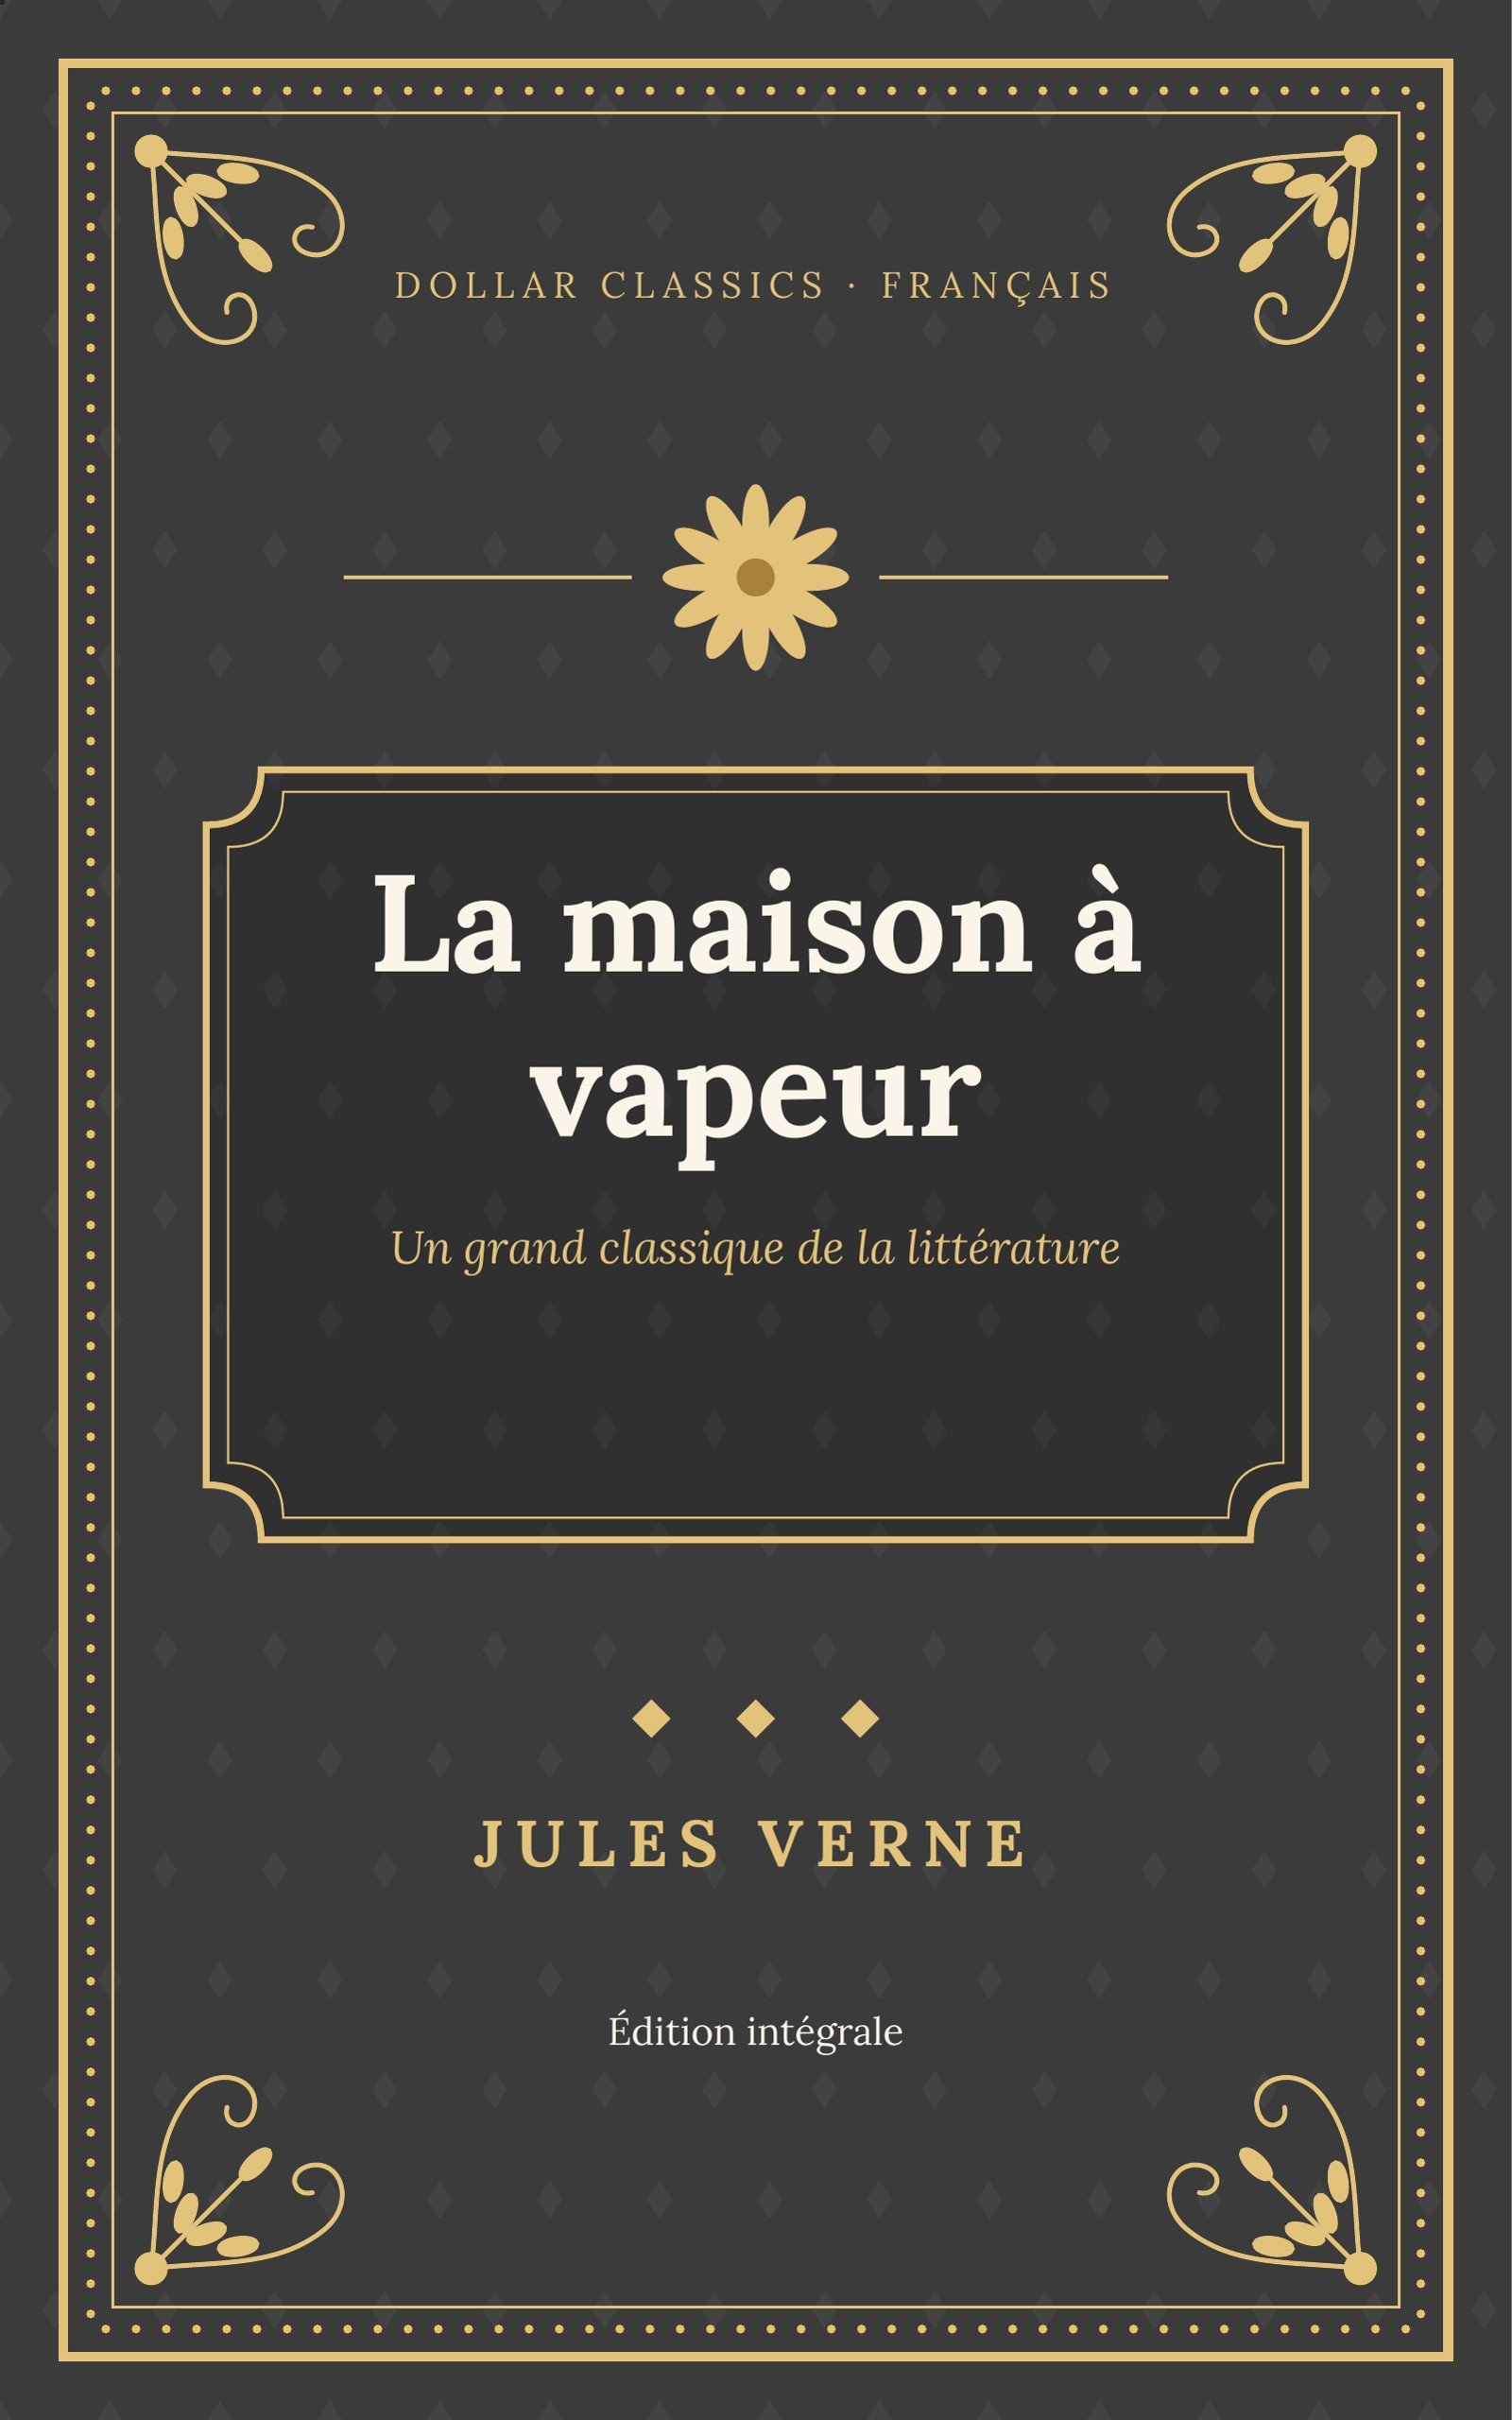 DOLLAR CLASSICS · FRANÇAIS
La maison à
vapeur
Un grand classique de la littérature
JULES VERNE
Édition intégrale